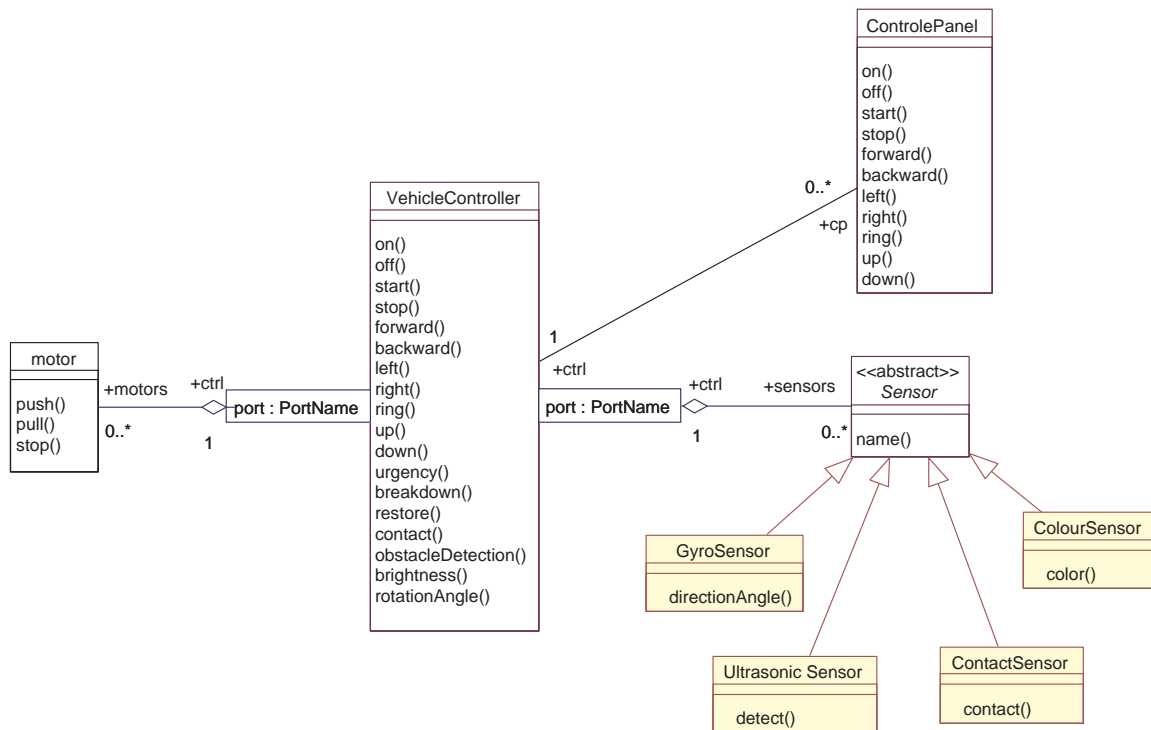 ControlePanel
on()
off()
start()
stop()
forward()
backward()
left()
right()
ring()
up()
down()
0..*
+cp
VehicleController
on()
off()
start()
stop()
forward()
backward()
left()
right()
ring()
up()
down()
urgency()
breakdown()
restore()
contact()
obstacleDetection()
brightness()
rotationAngle()
1
+ctrl
motor
push()
pull()
stop()
+motors
0..*
+ctrl
1
port : PortName
port : PortName
+ctrl
1
+sensors
0..*
<<abstract>>
Sensor
name()
GyroSensor
directionAngle()
Ultrasonic Sensor
detect()
ContactSensor
contact()
ColourSensor
color()